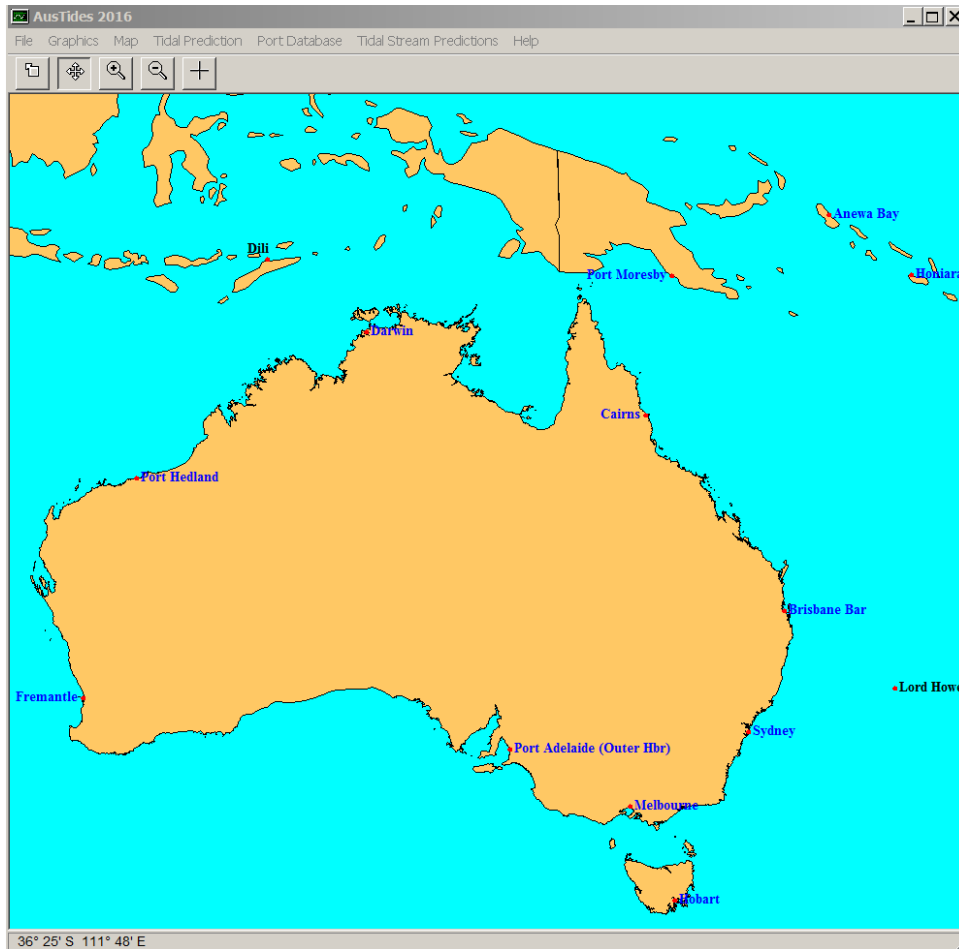 AusTides 2016
File Graphics Map Tidal Prediction Port Database Tidal Stream Predictions Help
Anewa Bay
Dili
Port Moresby
Honiara
Darwin
Cairns
Port Hedland
Brisbane Bar
Lord Howe
Fremantle
Sydney
Port Adelaide (Outer Hbr)
Melbourne
Hobart
36° 25' S 111° 48' E